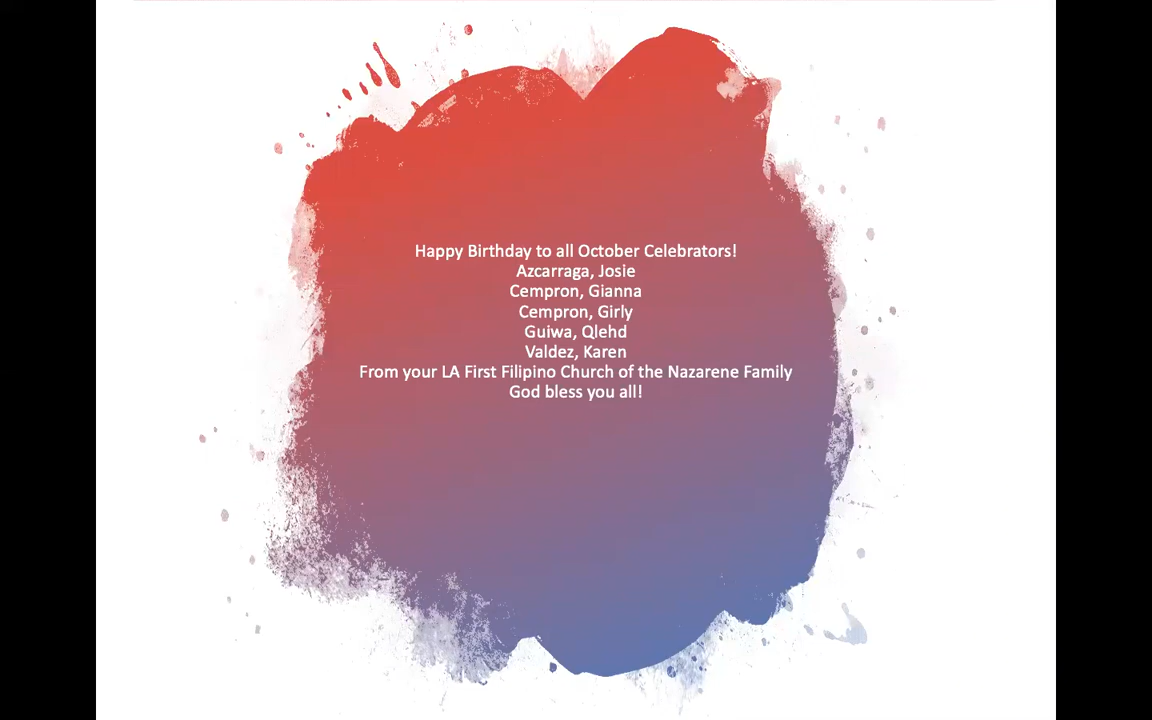 Happy Birthday to all October Celebrators!
Azcarraga, Josie
Cempron, Gianna
Cempron, Girly
Guiwa, Qlehd
Valdez, Karen
From your LA First Filipino Church of the Nazarene Family
God bless you all!